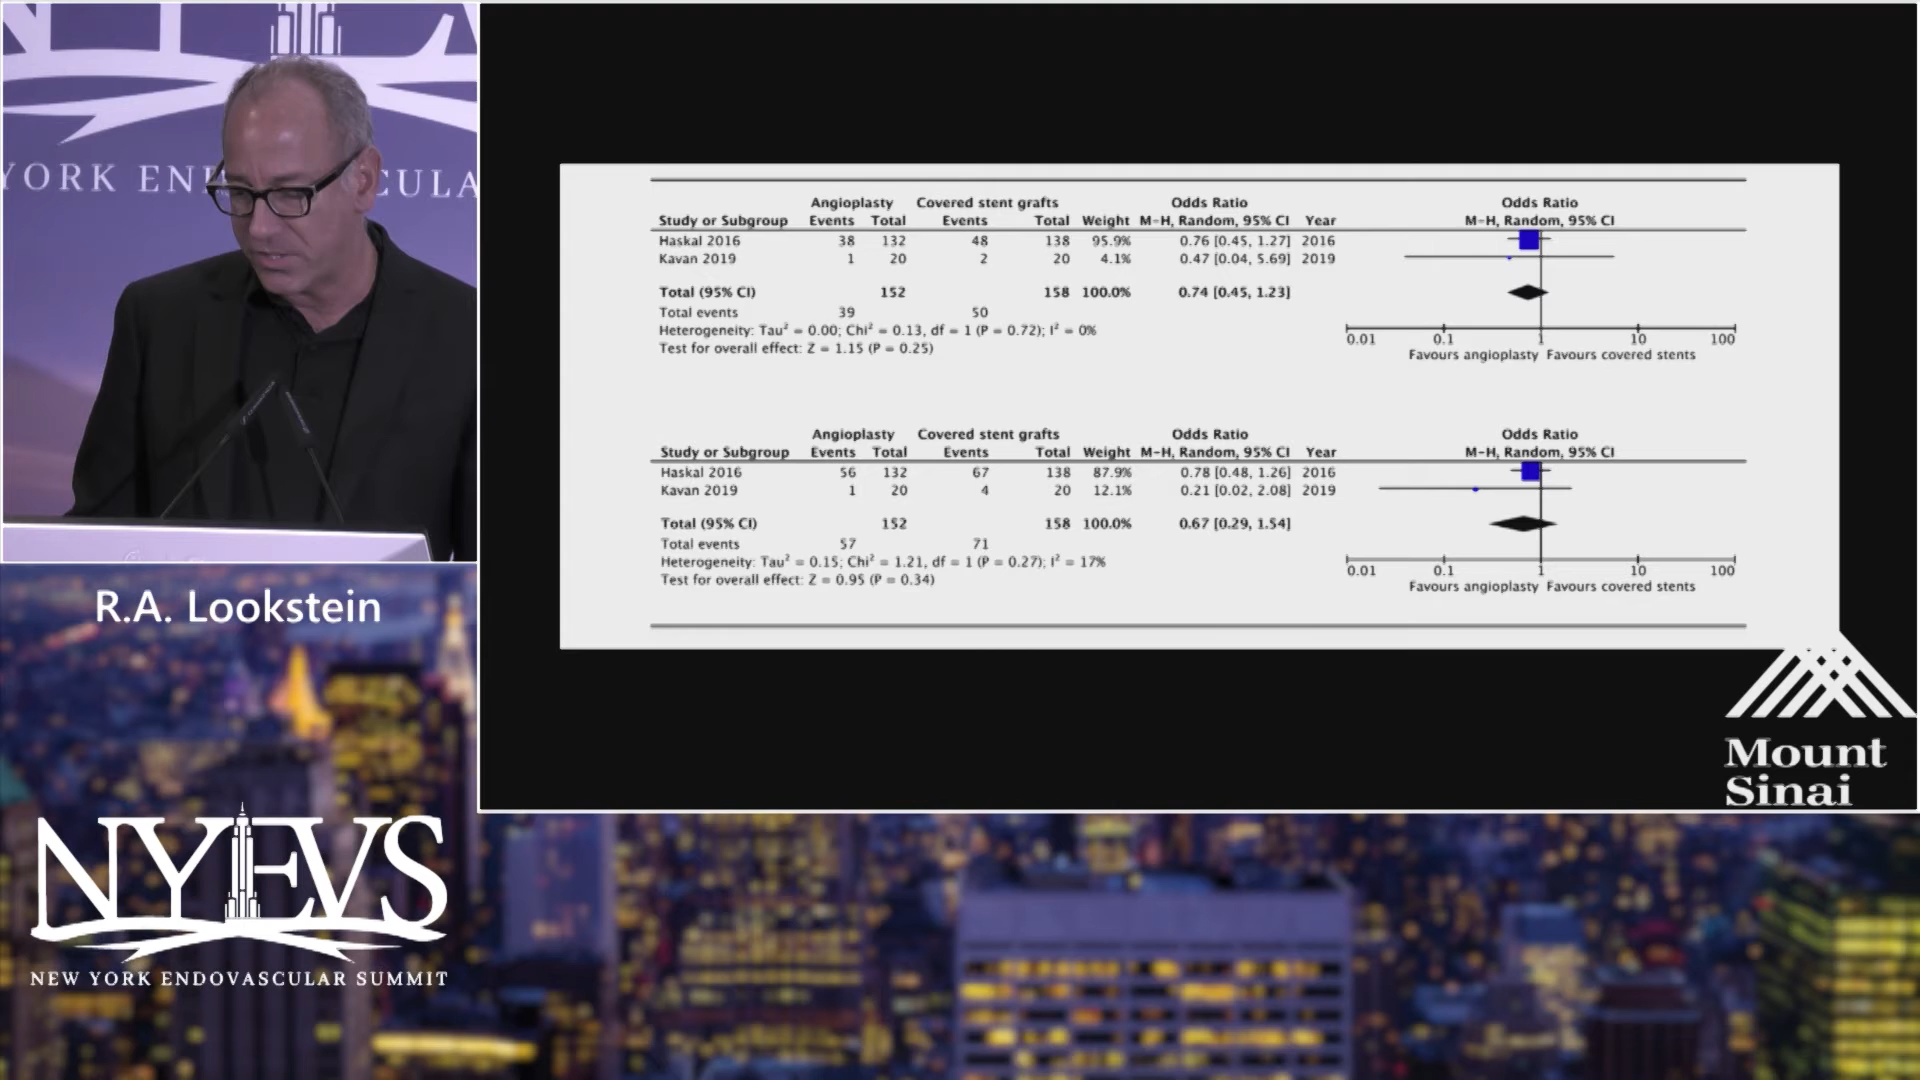 YORK EN
CULA
R.A. Lookstein
NYEVS
NEW YORK ENDOVASCULAR SUMMIT
Angioplasty Covered stent grafts Odds Ratio Odds Ratio
Study or Subgroup Events Total Events Total Weight M-H, Random, 95% CI Year M-H, Random, 95% CI
Haskal 2016 38 132 48 138 95.9% 0.76 [0.45, 1.27] 2016
Kavan 2019 1 20 2 20 4.1% 0.47 [0.04, 5.69] 2019
Total (95% CI) 152 158 100.0% 0.74 [0.45, 1.23]
Total events 39 50
Heterogeneity: Tau² = 0.00; Chi² = 0.13, df = 1 (P = 0.72); I² = 0%
Test for overall effect: Z = 1.15 (P = 0.25)
0.01 0.1 1 10 100
Favours angioplasty Favours covered stents
Angioplasty Covered stent grafts Odds Ratio Odds Ratio
Study or Subgroup Events Total Events Total Weight M-H, Random, 95% CI Year M-H, Random, 95% CI
Haskal 2016 56 132 67 138 87.9% 0.78 [0.48, 1.26] 2016
Kavan 2019 1 20 4 20 12.1% 0.21 [0.02, 2.08] 2019
Total (95% CI) 152 158 100.0% 0.67 [0.29, 1.54]
Total events 57 71
Heterogeneity: Tau² = 0.15; Chi² = 1.21, df = 1 (P = 0.27); I² = 17%
Test for overall effect: Z = 0.95 (P = 0.34)
0.01 0.1 1 10 100
Favours angioplasty Favours covered stents
Mount
Sinai